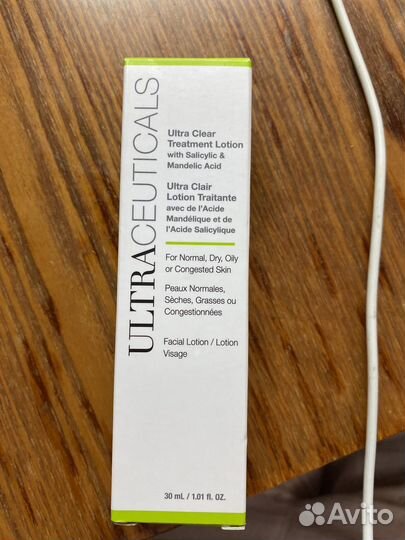 ULTRACEUTICALS
Ultra Clear
Treatment Lotion
with Salicylic &
Mandelic Acid
Ultra Clair
Lotion Traitante
avec de l'Acide
Mandélique et de
l'Acide Salicylique
For Normal, Dry, Oily
or Congested Skin
Peaux Normales,
Sèches, Grasses ou
Congestionnées
Facial Lotion / Lotion
Visage
30 mL / 1.01 fl. oz.
Avito